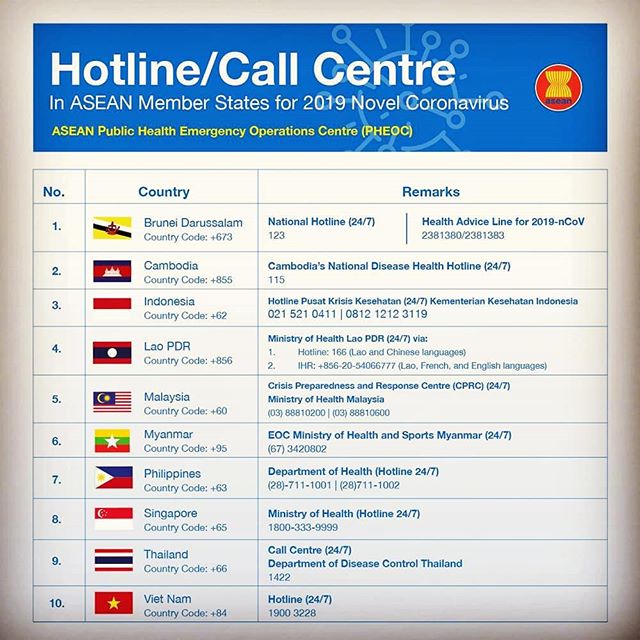 Hotline/Call Centre
In ASEAN Member States for 2019 Novel Coronavirus
ASEAN Public Health Emergency Operations Centre (PHEOC)
asean
No. Country Remarks
1. Brunei Darussalam
Country Code: +673
National Hotline (24/7)
123
Health Advice Line for 2019-nCoV
2381380/2381383
2. Cambodia
Country Code: +855
Cambodia's National Disease Health Hotline (24/7)
115
3. Indonesia
Country Code: +62
Hotline Pusat Krisis Kesehatan (24/7) Kementerian Kesehatan Indonesia
021 521 0411 | 0812 1212 3119
4. Lao PDR
Country Code: +856
Ministry of Health Lao PDR (24/7) via:
1. Hotline: 166 (Lao and Chinese languages)
2. IHR: +856-20-54066777 (Lao, French, and English languages)
5. Malaysia
Country Code: +60
Crisis Preparedness and Response Centre (CPRC) (24/7)
Ministry of Health Malaysia
(03) 88810200 | (03) 88810600
6. Myanmar
Country Code: +95
EOC Ministry of Health and Sports Myanmar (24/7)
(67) 3420802
7. Philippines
Country Code: +63
Department of Health (Hotline 24/7)
(28)-711-1001 | (28)711-1002
8. Singapore
Country Code: +65
Ministry of Health (Hotline 24/7)
1800-333-9999
9. Thailand
Country Code: +66
Call Centre (24/7)
Department of Disease Control Thailand
1422
10. Viet Nam
Country Code: +84
Hotline (24/7)
1900 3228